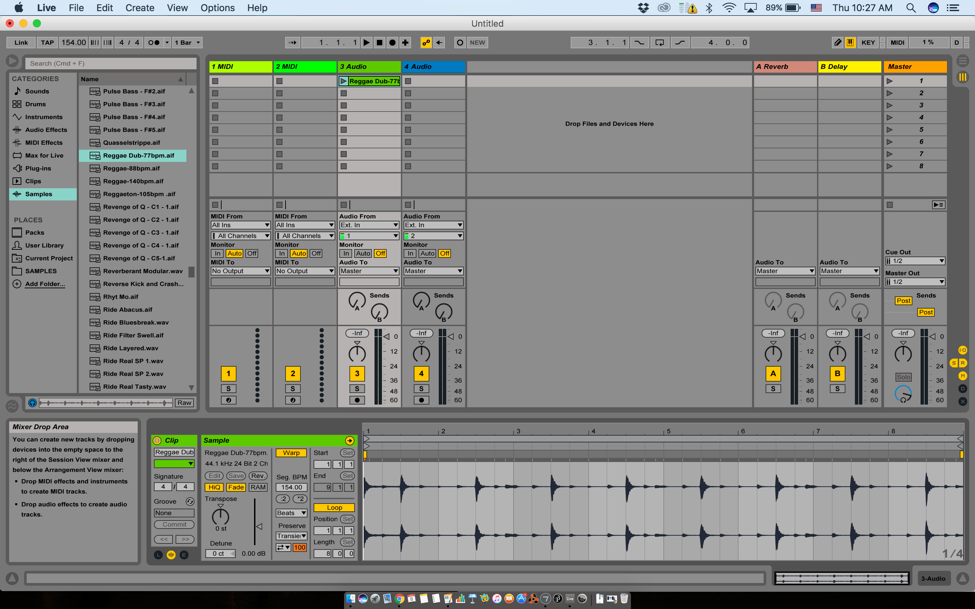 Live File Edit Create View Options Help 89% Thu 10:27 AM
Untitled
Link TAP 154.00 4 / 4 1 Bar 1. 1. 1 NEW 3. 1. 1 4. 0. 0 KEY MIDI 1 % D
Search (Cmd + F)
CATEGORIES
Sounds
Drums
Instruments
Audio Effects
MIDI Effects
Max for Live
Plug-ins
Clips
Samples
PLACES
Packs
User Library
Current Project
SAMPLES
Add Folder...
Name
Pulse Bass - F#2.aif
Pulse Bass - F#3.aif
Pulse Bass - F#4.aif
Pulse Bass - F#5.aif
Quasselstrippe.aif
Reggae Dub-77bpm.aif
Reggae-88bpm.aif
Reggae-140bpm.aif
Reggaeton-105bpm .aif
Revenge of Q - C1 - 1.aif
Revenge of Q - C2 - 1.aif
Revenge of Q - C3 - 1.aif
Revenge of Q - C4 - 1.aif
Revenge of Q - C5-1.aif
Reverberant Modular.wav
Reverse Kick and Crash...
Rhyt Mo.aif
Ride Abacus.aif
Ride Bluesbreak.wav
Ride Filter Swell.aif
Ride Layered.wav
Ride Real SP 1.wav
Ride Real SP 2.wav
Ride Real Tasty.wav
Raw
1 MIDI 2 MIDI 3 Audio 4 Audio A Reverb B Delay Master
Reggae Dub-77b 1
2
3
4
5
6
7
8
Drop Files and Devices Here
MIDI From MIDI From Audio From Audio From
All Ins All Ins Ext. In Ext. In
All Channels All Channels 1 2
Monitor Monitor Monitor Monitor
In Auto Off In Auto Off In Auto Off In Auto Off
MIDI To MIDI To Audio To Audio To Audio To Audio To
No Output No Output Master Master Master Master
Cue Out
1/2
Master Out
1/2
Sends Sends Sends
A B A B A B A B Post Post
-Inf -Inf -Inf -Inf -Inf
0 12 24 36 48 60
1 2 3 4 A B Solo
S S S S S S
Mixer Drop Area
You can create new tracks by dropping
devices into the empty space to the
right of the Session View mixer and
below the Arrangement View mixer:
• Drop MIDI effects and instruments
to create MIDI tracks.
• Drop audio effects to create audio
tracks.
Clip
Reggae Dub
Signature
4 / 4
Groove
None
Commit
<< >>
Sample
Reggae Dub-77bpm.
44.1 kHz 24 Bit 2 Ch
Edit Save Rev.
HiQ Fade RAM
Transpose
0 st
Detune
0 ct 0.00 dB
Warp
Seg. BPM
154.00
:2 *2
Beats
Preserve
Transie
100
Start Set
1 1 1
End Set
9 1 1
Loop
Position Set
1 1 1
Length Set
8 0 0
1 2 3 4 5 6 7 8
1/4
3-Audio